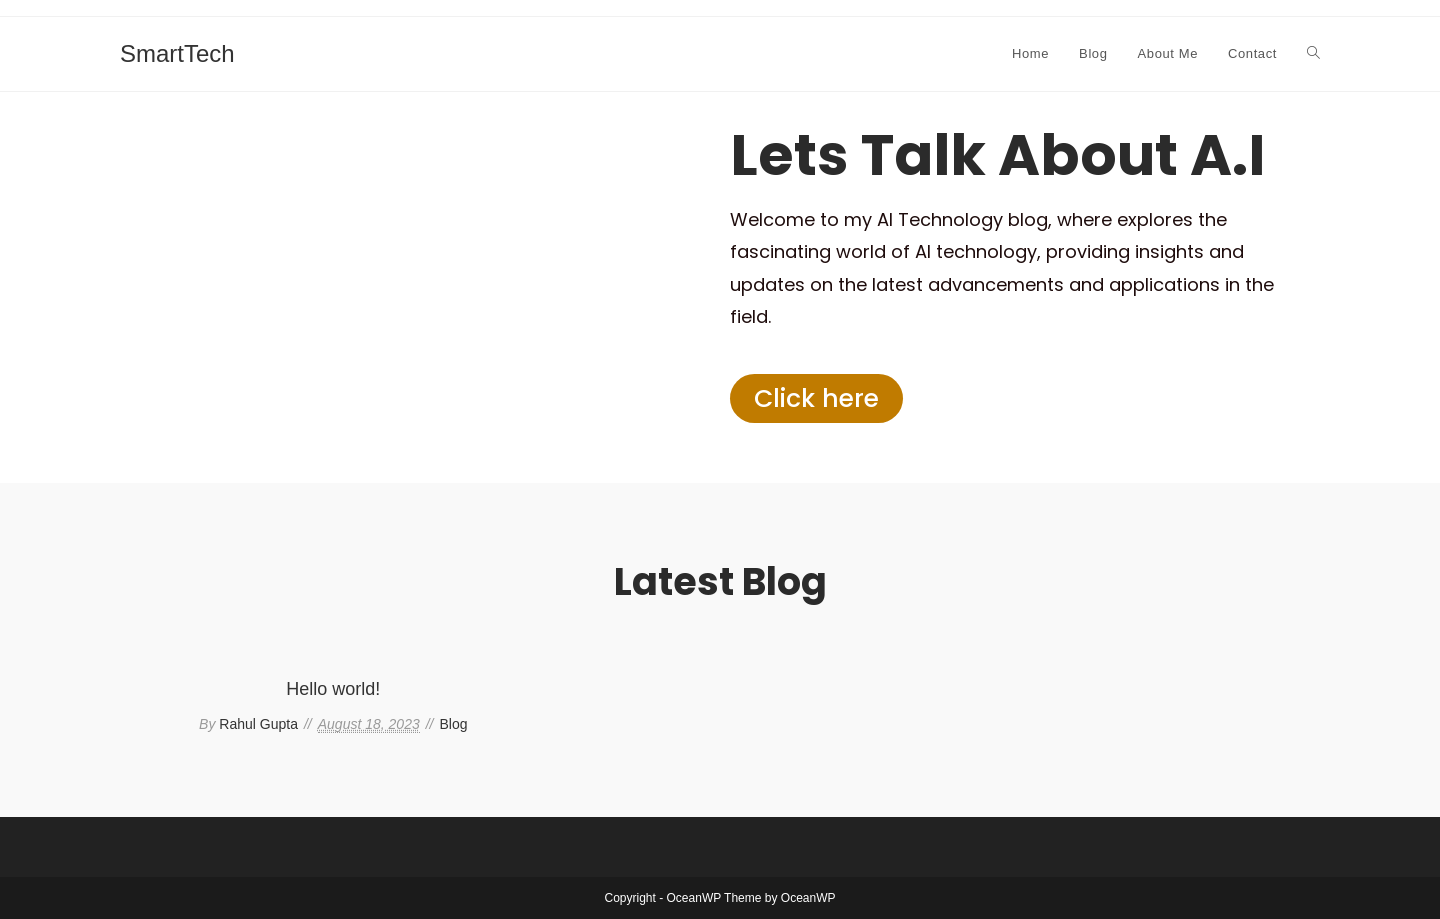 SmartTech
Home Blog About Me Contact
Lets Talk About A.I
Welcome to my AI Technology blog, where explores the
fascinating world of AI technology, providing insights and
updates on the latest advancements and applications in the
field.
Click here
Latest Blog
Hello world!
By Rahul Gupta // August 18, 2023 // Blog
Copyright - OceanWP Theme by OceanWP